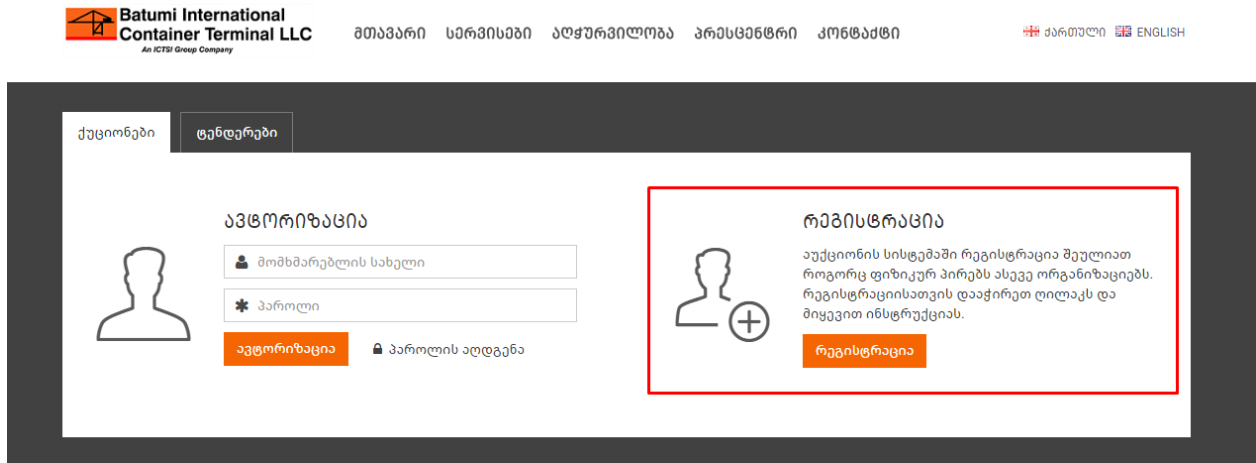 Batumi International
Container Terminal LLC
An ICTSI Group Company
მთავარი სერვისები აღჭურვილობა პრესცენტრი კონტაქტი
ქართული ENGLISH
ქუციონები ტენდერები
ავტორიზაცია
მომხმარებლის სახელი
პაროლი
ავტორიზაცია პაროლის აღდგენა
რეგისტრაცია
აუქციონის სისტემაში რეგისტრაცია შეულიათ
როგორც ფიზიკურ პირებს ასევე ორგანიზაციებს.
რეგისტრაციისათვის დააჭირეთ ღილაკს და
მიყევით ინსტრუქციას.
რეგისტრაცია